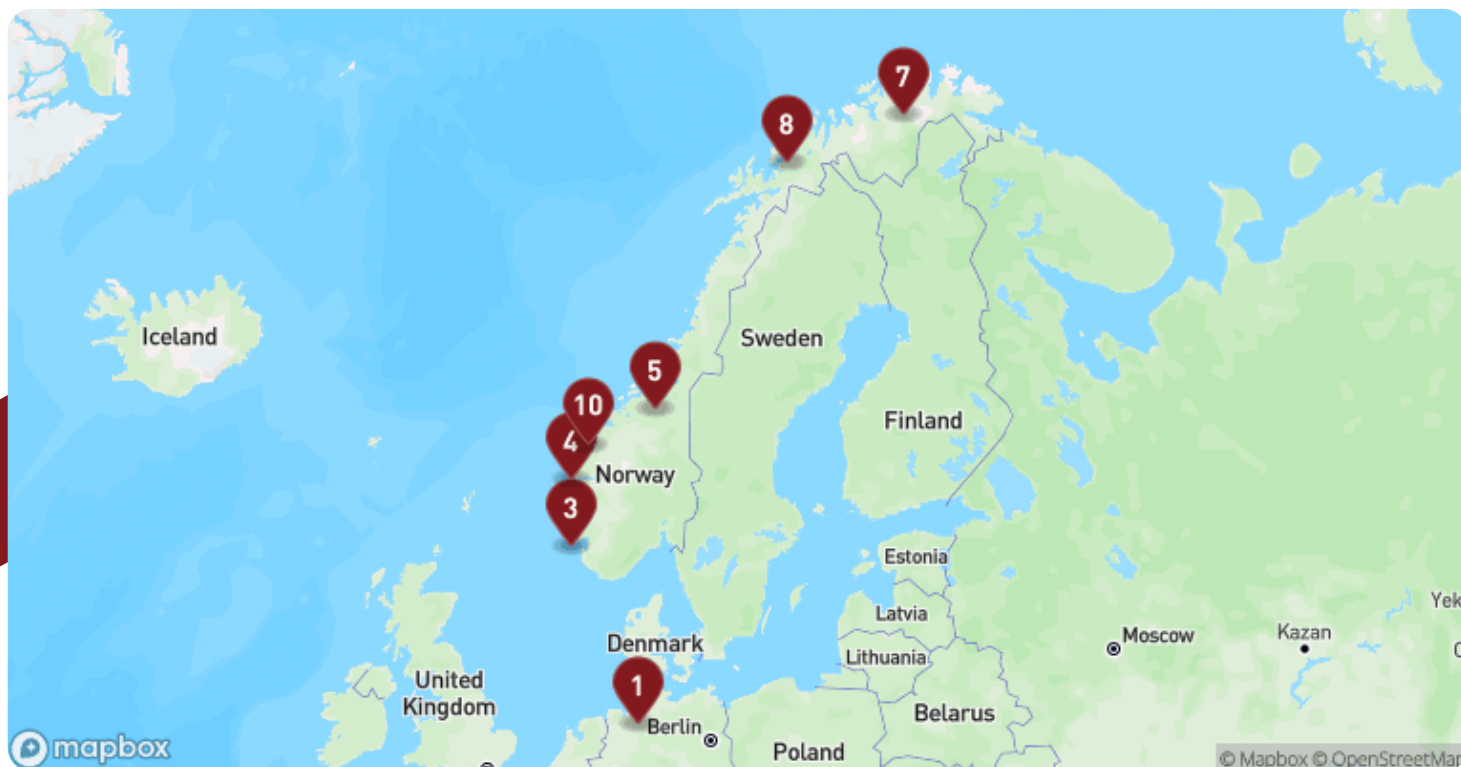 7
8
Iceland
Sweden
5
10
Finland
4
Norway
3
Estonia
Yek
Latvia
Moscow
Kazan
Denmark
Lithuania
United
Kingdom
1
Belarus
Berlin
Poland
mapbox
© Mapbox © OpenStreetMap